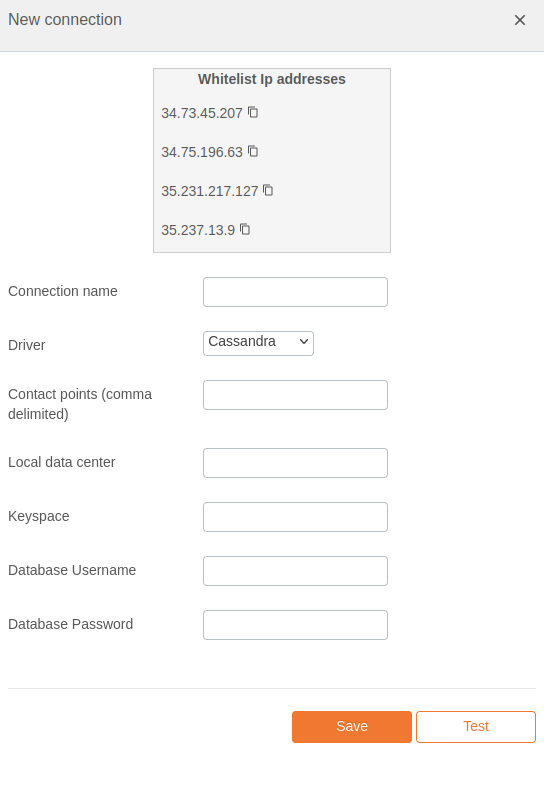 New connection
Whitelist Ip addresses
34.73.45.207
34.75.196.63
35.231.217.127
35.237.13.9
Connection name
Driver
Cassandra
Contact points (comma
delimited)
Local data center
Keyspace
Database Username
Database Password
Save
Test